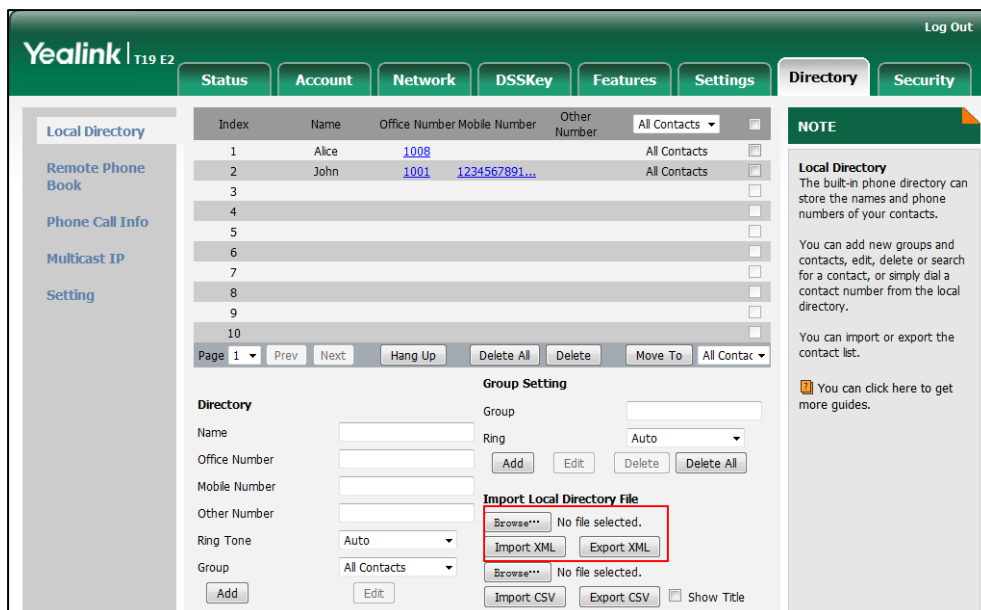 Log Out
Yealink | T19 E2
Status Account Network DSSKey Features Settings Directory Security
Local Directory
Remote Phone
Book
Phone Call Info
Multicast IP
Setting
Index Name Office Number Mobile Number Other
Number All Contacts
1 Alice 1008 All Contacts
2 John 1001 1234567891... All Contacts
3
4
5
6
7
8
9
10
Page 1 Prev Next Hang Up Delete All Delete Move To All Contac
Directory
Name
Office Number
Mobile Number
Other Number
Ring Tone Auto
Group All Contacts
Add Edit
Group Setting
Group
Ring Auto
Add Edit Delete Delete All
Import Local Directory File
Browse... No file selected.
Import XML Export XML
Browse... No file selected.
Import CSV Export CSV Show Title
NOTE
Local Directory
The built-in phone directory can
store the names and phone
numbers of your contacts.
You can add new groups and
contacts, edit, delete or search
for a contact, or simply dial a
contact number from the local
directory.
You can import or export the
contact list.
You can click here to get
more guides.